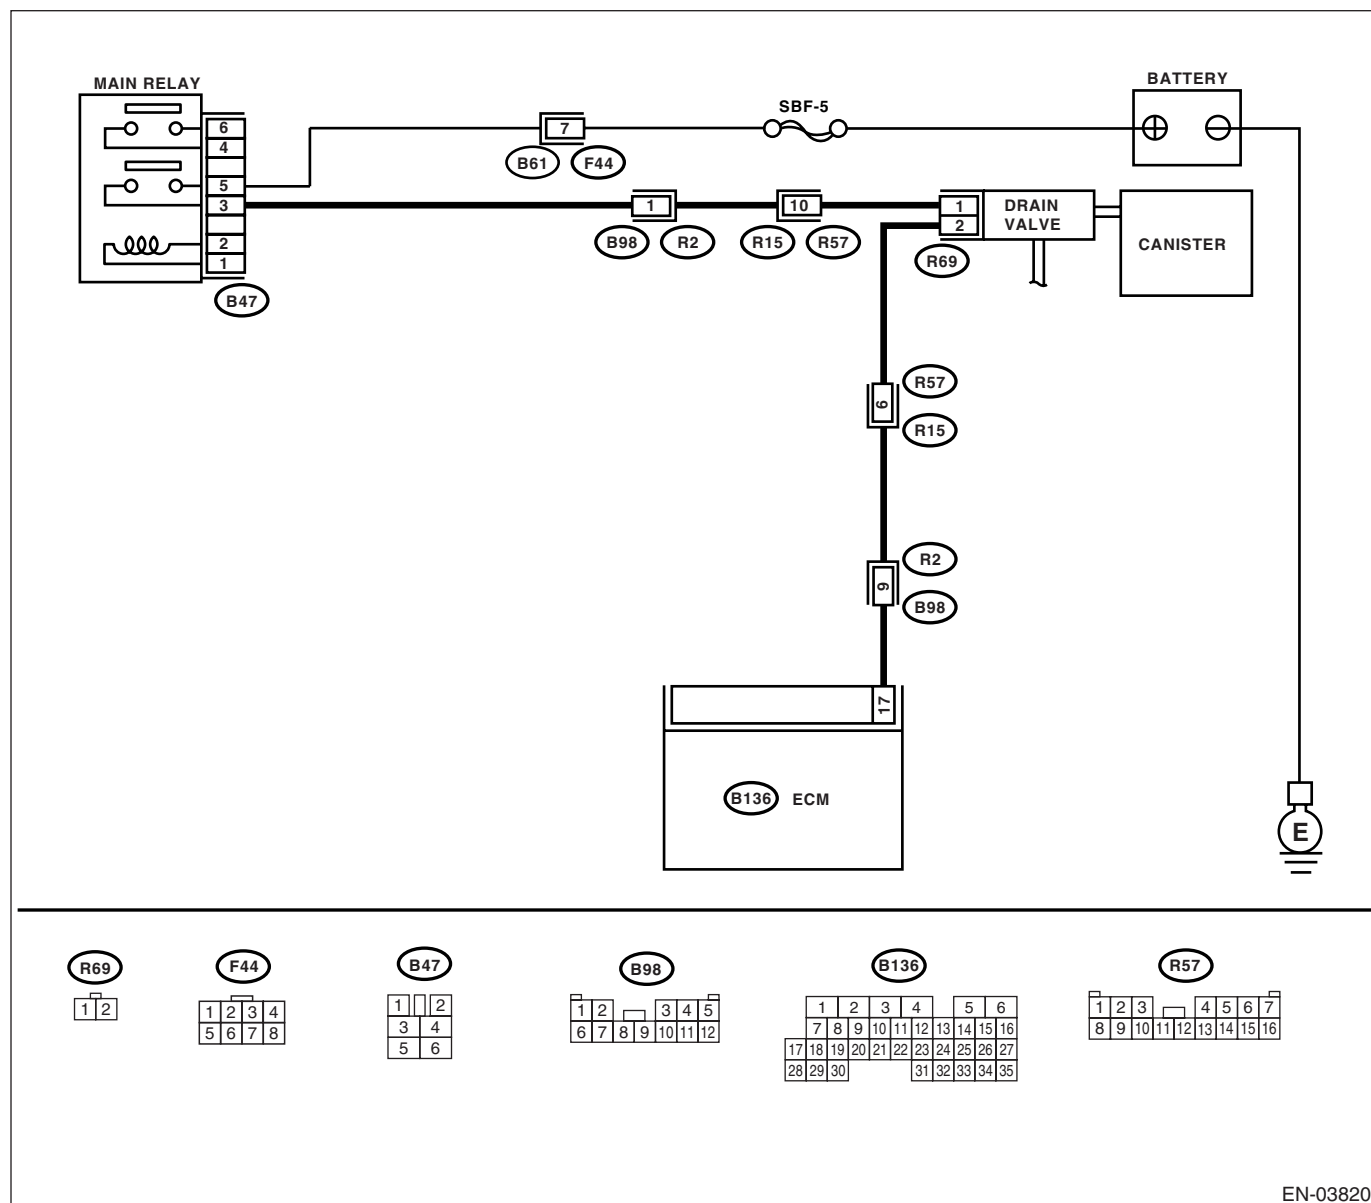 MAIN RELAY
BATTERY
SBF-5
6
4
5
3
2
1
B47
7
B61 F44
1
B98 R2
10
R15 R57
1
2
R69
DRAIN
VALVE
CANISTER
6
R57
R15
9
R2
B98
17
B136 ECM
E
R69
1 2
F44
1 2 3 4
5 6 7 8
B47
1 2
3 4
5 6
B98
1 2 3 4 5
6 7 8 9 10 11 12
B136
1 2 3 4 5 6
7 8 9 10 11 12 13 14 15 16
17 18 19 20 21 22 23 24 25 26 27
28 29 30 31 32 33 34 35
R57
1 2 3 4 5 6 7
8 9 10 11 12 13 14 15 16
EN-03820